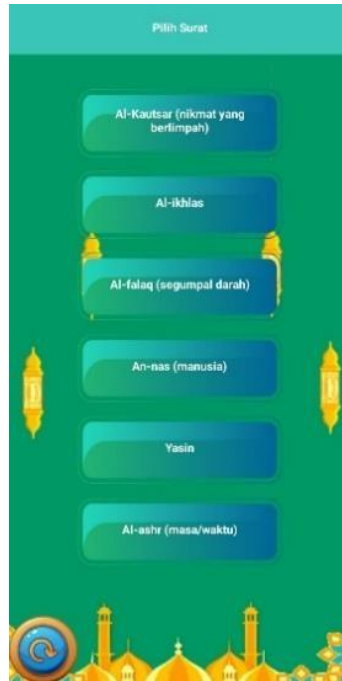 Pilih Surat
Al-Kautsar (nikmat yang
berlimpah)
Al-ikhlas
Al-falaq (segumpal darah)
An-nas (manusia)
Yasin
Al-ashr (masa/waktu)